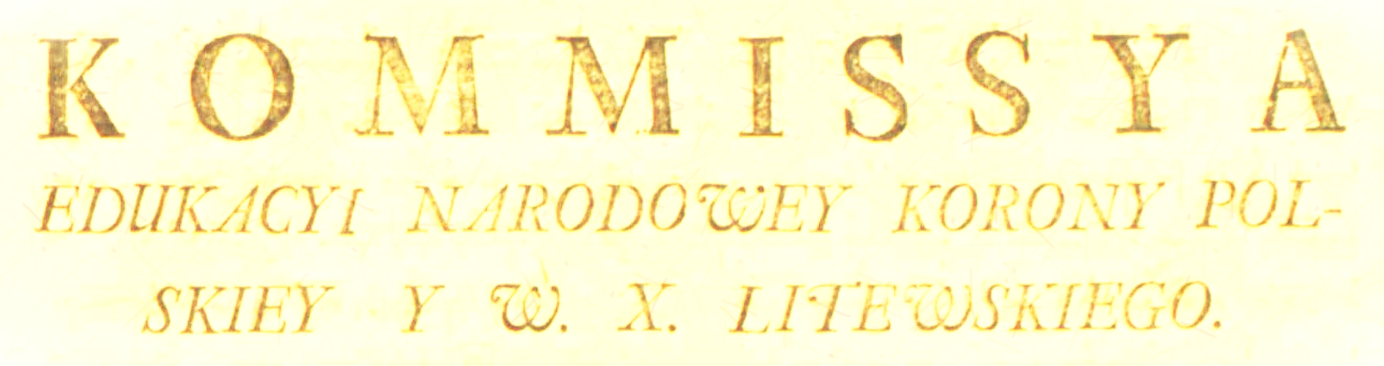 KOMMISSYA
EDUKACYI NARODOWEY KORONY POL-
SKIEY Y W. X. LITEWSKIEGO.